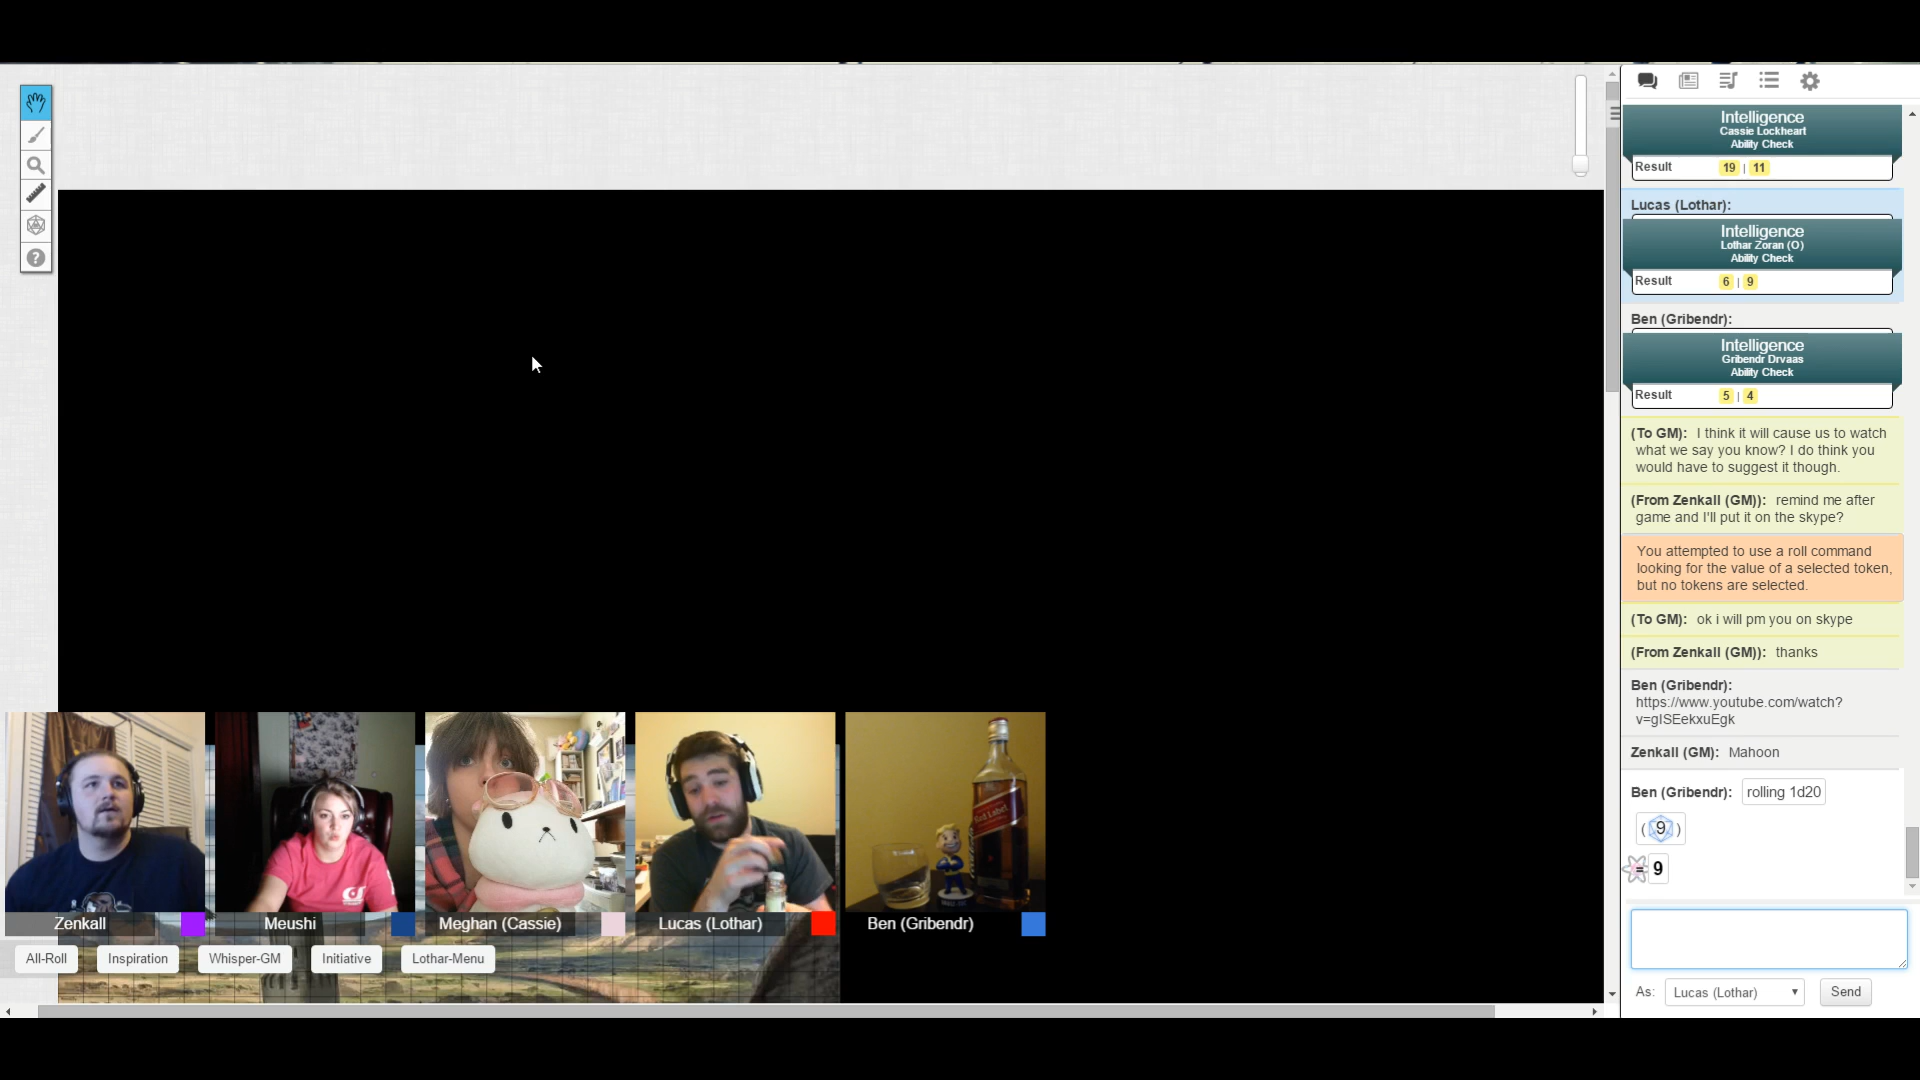 Intelligence
Cassie Lockheart
Ability Check
Result 19 | 11
Lucas (Lothar):
Intelligence
Lothar Zoran (O)
Ability Check
Result 6 | 9
Ben (Gribendr):
Intelligence
Gribendr Drvaas
Ability Check
Result 5 | 4
(To GM): I think it will cause us to watch
what we say you know? I do think you
would have to suggest it though.
(From Zenkall (GM)): remind me after
game and I'll put it on the skype?
You attempted to use a roll command
looking for the value of a selected token,
but no tokens are selected.
(To GM): ok i will pm you on skype
(From Zenkall (GM)): thanks
Ben (Gribendr):
https://www.youtube.com/watch?
v=glSEekxuEgk
Zenkall (GM): Mahoon
Ben (Gribendr): rolling 1d20
(9)
= 9
Red Label
Zenkall
Meushi
Meghan (Cassie)
Lucas (Lothar)
Ben (Gribendr)
All-Roll
Inspiration
Whisper-GM
Initiative
Lothar-Menu
As: Lucas (Lothar)
Send